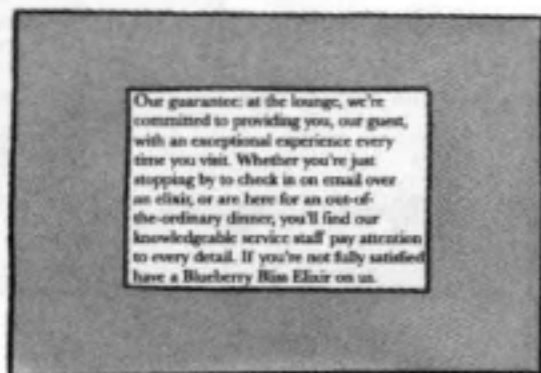 Our guarantee: at the lounge, we're
committed to providing you, our guest,
with an exceptional experience every
time you visit. Whether you're just
stopping by to check in on email over
an elixir, or are here for an out-of-
the-ordinary dinner, you'll find our
knowledgeable service staff pay attention
to every detail. If you're not fully satisfied
have a Blueberry Bliss Elixir on us.